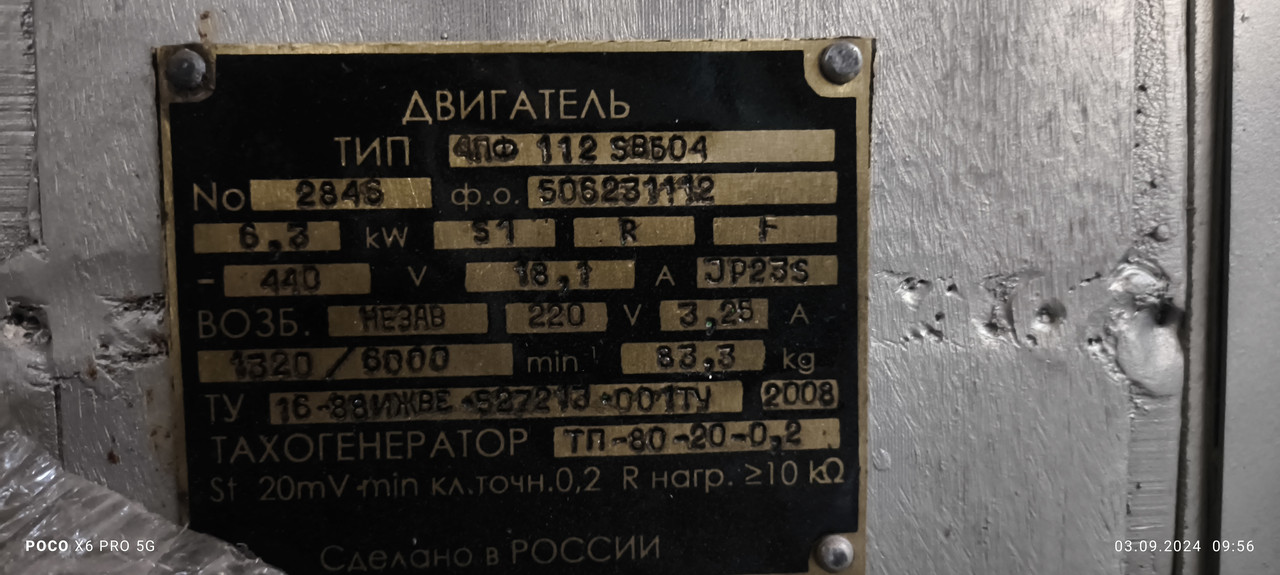 ДВИГАТЕЛЬ
ТИП 4ПФ 112 SВБ04
No 2846 ф.о. 506231112
6,3 kW S1 R F
- 440 V 18,1 A JP23S
ВОЗБ. НЕЗАВ 220 V 3,25 A
1320/6000 min⁻¹ 83,3 kg
ТУ 16-88ИЖВЕ.527213.001ТУ 2008
ТАХОГЕНЕРАТОР ТП-80-20-0,2
St 20mV·min кл.точн.0,2 R нагр. ≥10 kΩ
Сделано в РОССИИ
POCO X6 PRO 5G
03.09.2024 09:56